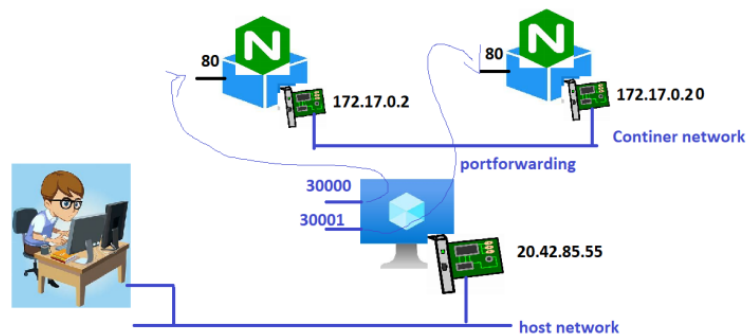 N
N
80
80
172.17.0.2
172.17.0.20
Continer network
portforwarding
30000
30001
20.42.85.55
host network